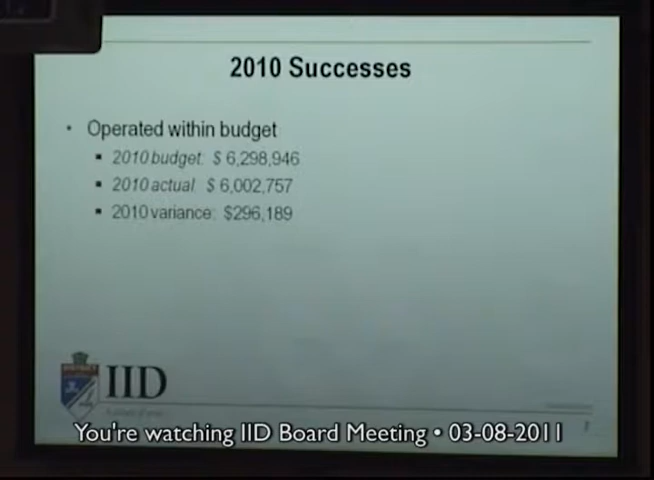 2010 Successes
• Operated within budget
▪ 2010 budget: $ 6,298,946
▪ 2010 actual $ 6,002,757
▪ 2010 variance: $296,189
DISTRICT
IID
You're watching IID Board Meeting • 03-08-2011